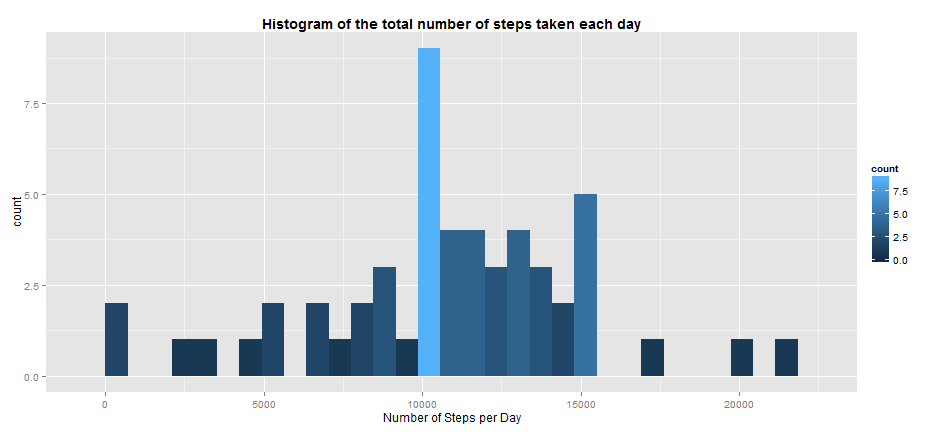 Histogram of the total number of steps taken each day
count
7.5
5.0
2.5
0.0
0 5000 10000 15000 20000
Number of Steps per Day
count
7.5
5.0
2.5
0.0